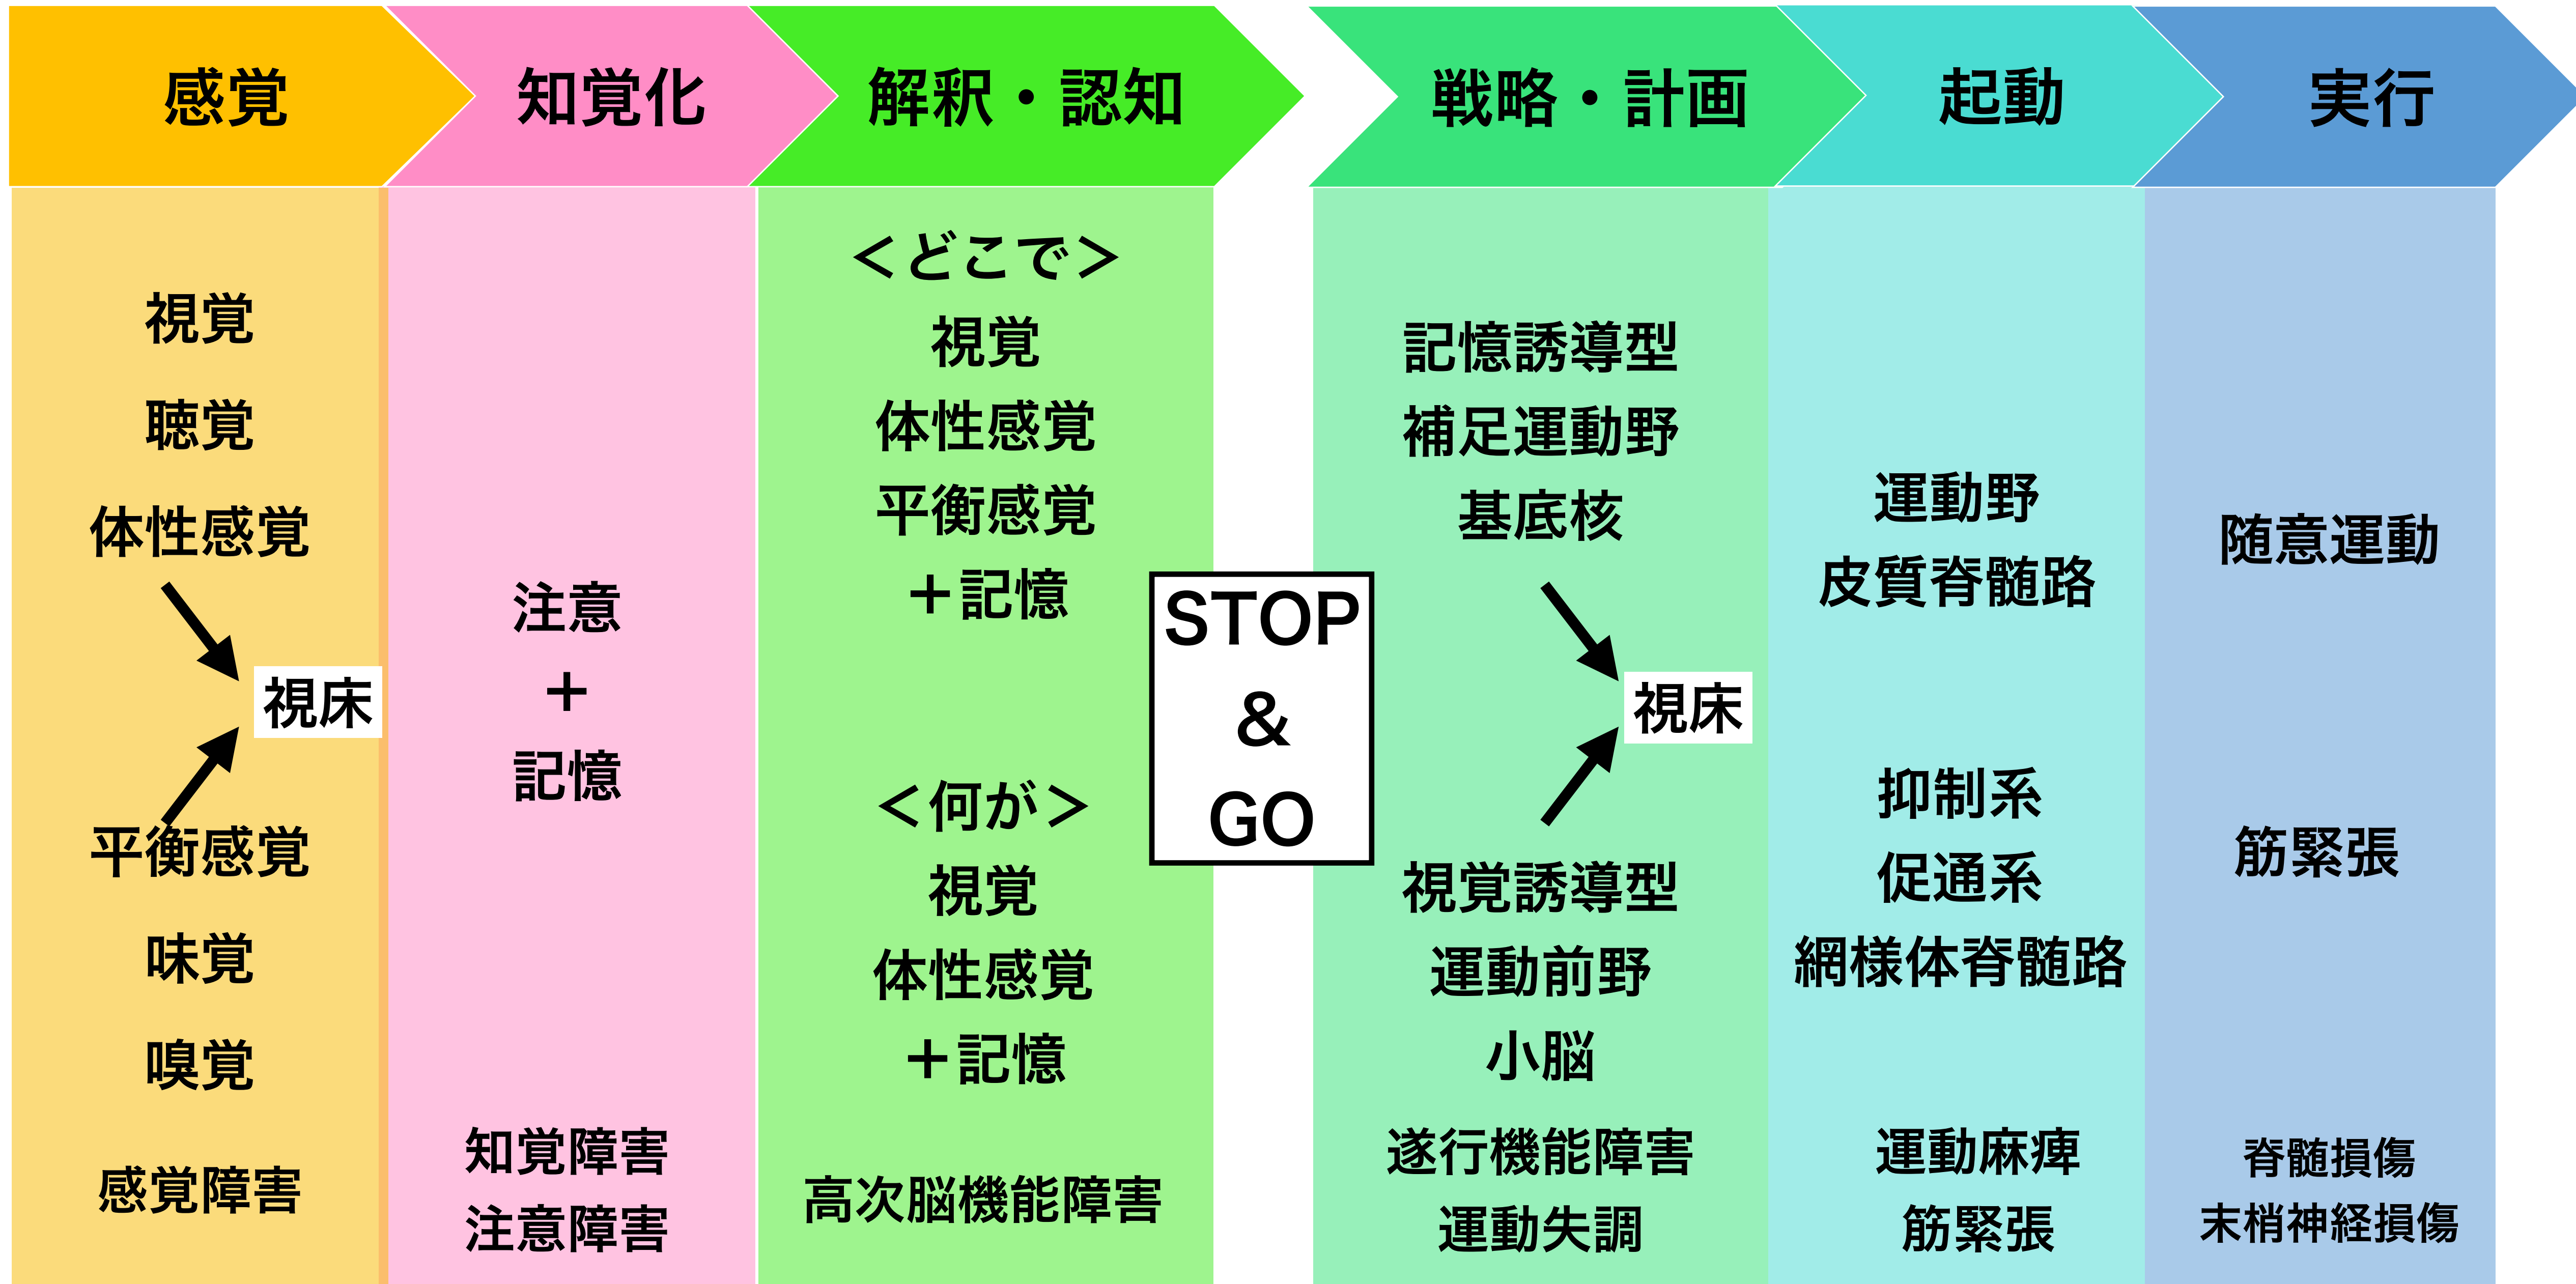 感覚
知覚化
解釈・認知
戦略・計画
起動
実行
視覚
聴覚
体性感覚
視床
平衡感覚
味覚
嗅覚
感覚障害
注意
＋
記憶
知覚障害
注意障害
＜どこで＞
視覚
体性感覚
平衡感覚
＋記憶
＜何が＞
視覚
体性感覚
＋記憶
高次脳機能障害
STOP
&
GO
記憶誘導型
補足運動野
基底核
視床
視覚誘導型
運動前野
小脳
遂行機能障害
運動失調
運動野
皮質脊髄路
抑制系
促通系
網様体脊髄路
運動麻痺
筋緊張
随意運動
筋緊張
脊髄損傷
末梢神経損傷